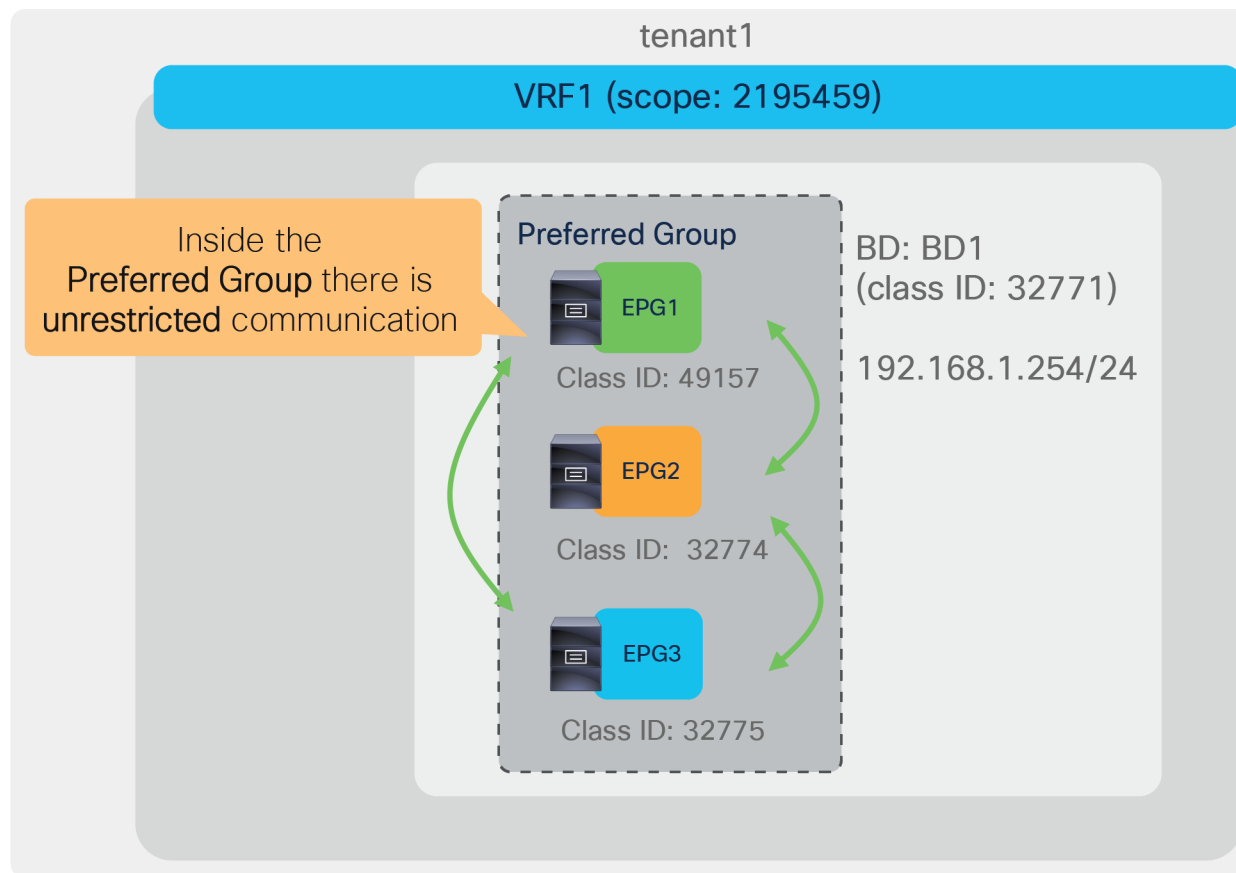 tenant1
VRF1 (scope: 2195459)
Inside the
Preferred Group there is
unrestricted communication
Preferred Group
EPG1
Class ID: 49157
EPG2
Class ID:  32774
EPG3
Class ID: 32775
BD: BD1
(class ID: 32771)
192.168.1.254/24